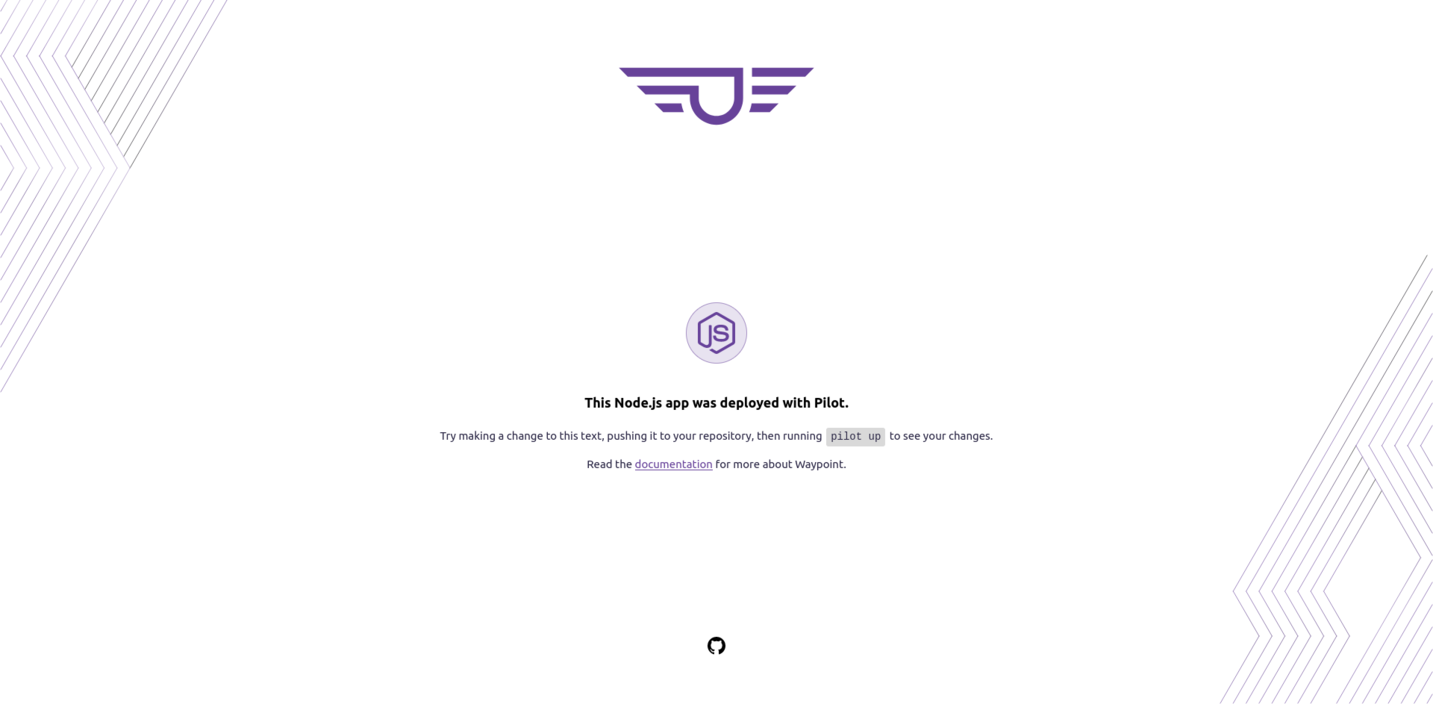 JS
This Node.js app was deployed with Pilot.
Try making a change to this text, pushing it to your repository, then running pilot up to see your changes.
Read the documentation for more about Waypoint.